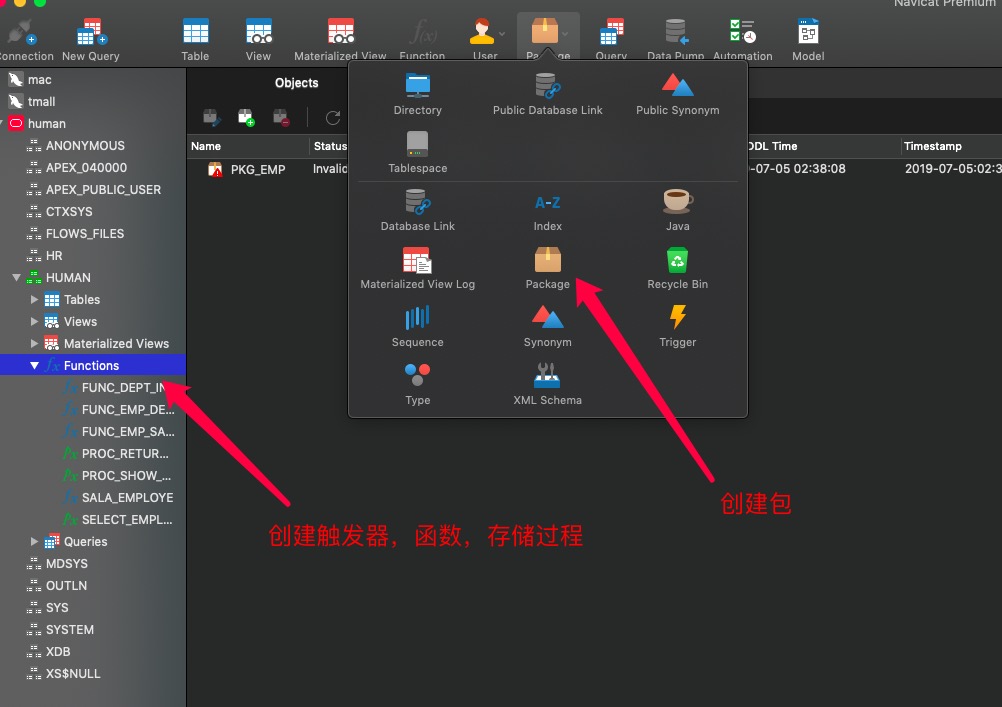 Navicat Premium
Connection
New Query
Table
View
Materialized View
Function
User
Package
Query
Data Pump
Automation
Model
mac
tmall
human
ANONYMOUS
APEX_040000
APEX_PUBLIC_USER
CTXSYS
FLOWS_FILES
HR
HUMAN
Tables
Views
Materialized Views
Functions
FUNC_DEPT_IN
FUNC_EMP_DE...
FUNC_EMP_SA...
PROC_RETUR...
PROC_SHOW_...
SALA_EMPLOYE
SELECT_EMPL...
Queries
MDSYS
OUTLN
SYS
SYSTEM
XDB
XS$NULL
Objects
Name
Status
DDL Time
Timestamp
PKG_EMP
Invalid
-07-05 02:38:08
2019-07-05:02:3
Directory
Public Database Link
Public Synonym
Tablespace
Database Link
A-Z
Index
Java
Materialized View Log
Package
Recycle Bin
Sequence
Synonym
Trigger
Type
XML Schema
创建包
创建触发器，函数，存储过程